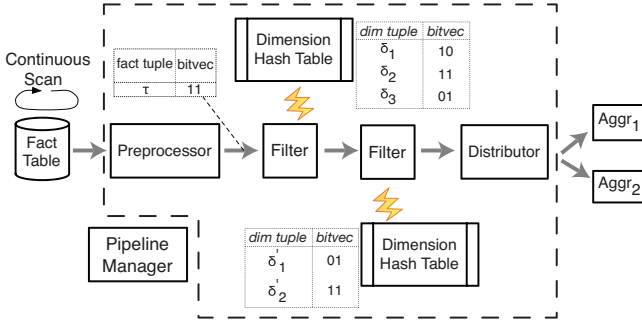 Continuous
Scan
Fact
Table
fact tuple bitvec
τ 11
Preprocessor
Dimension
Hash Table
dim tuple bitvec
δ1 10
δ2 11
δ3 01
Filter
Filter
Distributor
Aggr1
Aggr2
Pipeline
Manager
dim tuple bitvec
δ'1 01
δ'2 11
Dimension
Hash Table